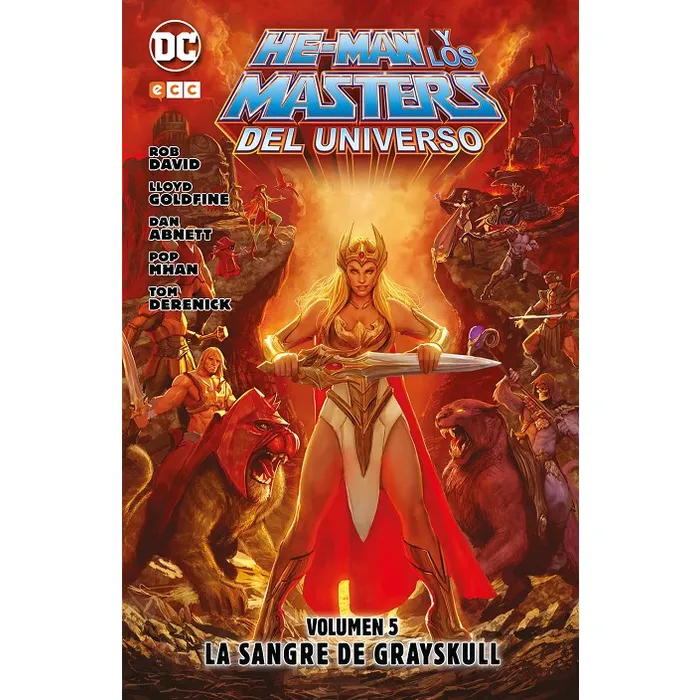 DC
ecc
HE-MAN Y LOS
MASTERS
DEL UNIVERSO
ROB
DAVID
LLOYD
GOLDFINE
DAN
ABNETT
POP
MHAN
TOM
DERENICK
VOLUMEN 5
LA SANGRE DE GRAYSKULL